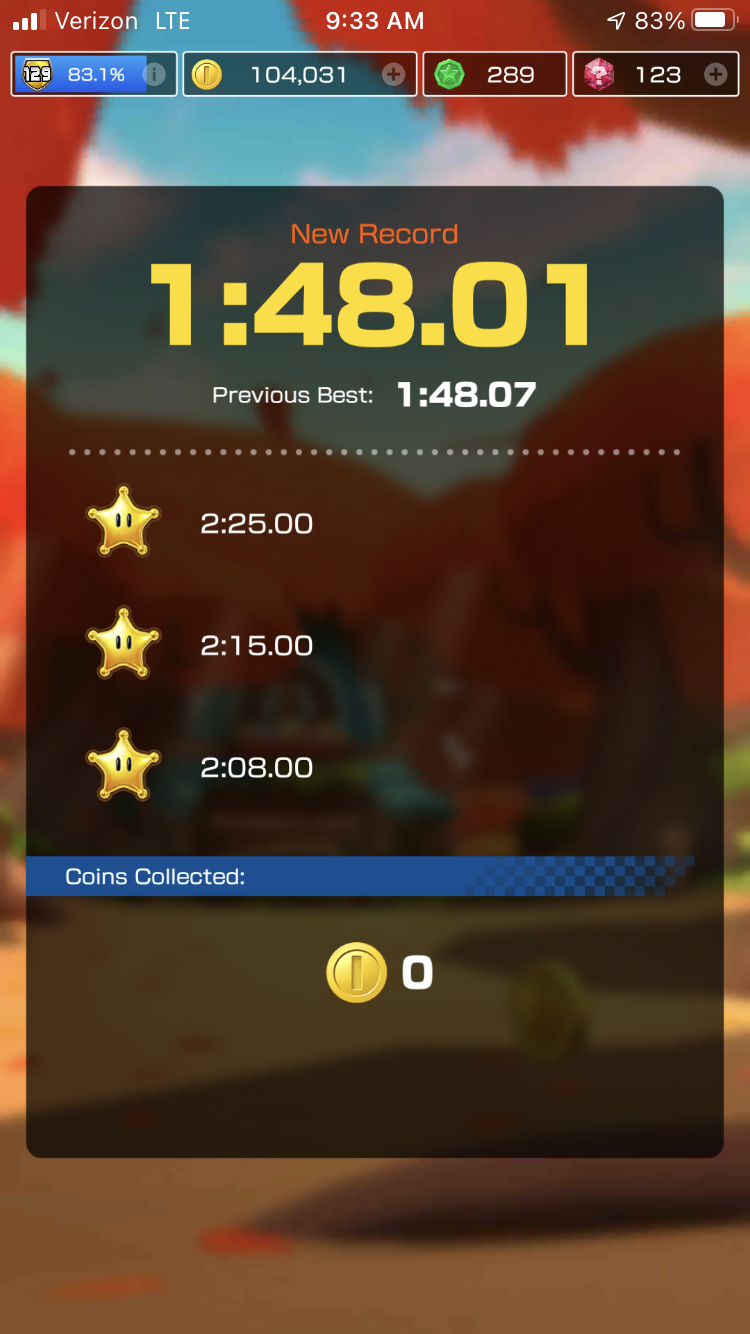 Verizon LTE 9:33 AM 83%
129 83.1% i 104,031 + 289 ? 123 +
New Record
1:48.01
Previous Best: 1:48.07
2:25.00
2:15.00
2:08.00
Coins Collected:
0